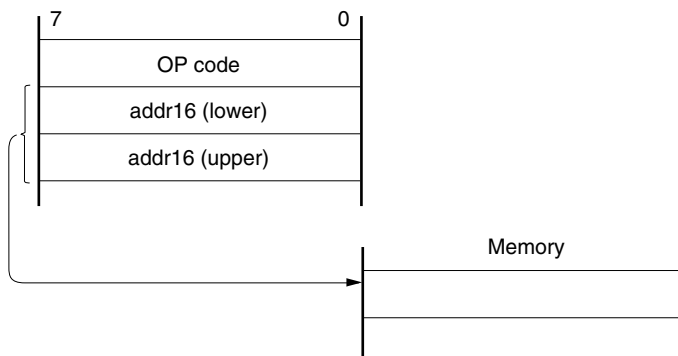 7 0
OP code
addr16 (lower)
addr16 (upper)
Memory